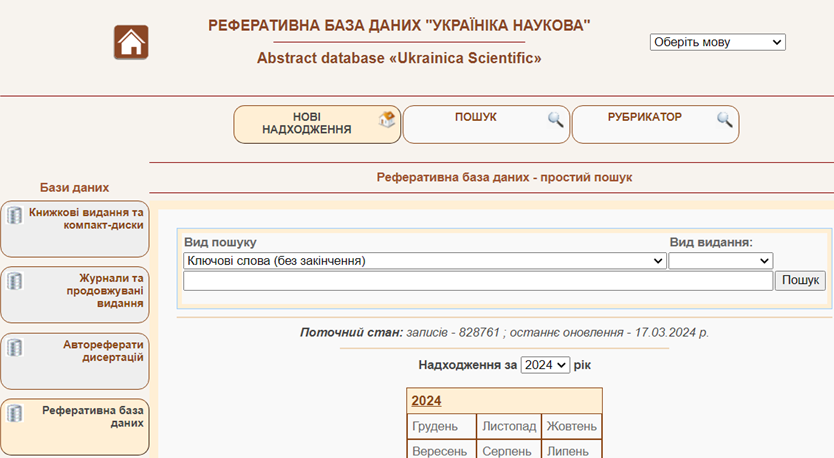 РЕФЕРАТИВНА БАЗА ДАНИХ "УКРАЇНІКА НАУКОВА"
Abstract database «Ukrainica Scientific»
Оберіть мову
НОВІ
НАДХОДЖЕННЯ
ПОШУК
РУБРИКАТОР
Реферативна база даних - простий пошук
Бази даних
Книжкові видання та
компакт-диски
Журнали та
продовжувані
видання
Автореферати
дисертацій
Реферативна база
даних
Вид пошуку
Вид видання:
Ключові слова (без закінчення)
Пошук
Поточний стан: записів - 828761 ; останнє оновлення - 17.03.2024 р.
Надходження за 2024 рік
2024
Грудень Листопад Жовтень
Вересень Серпень Липень